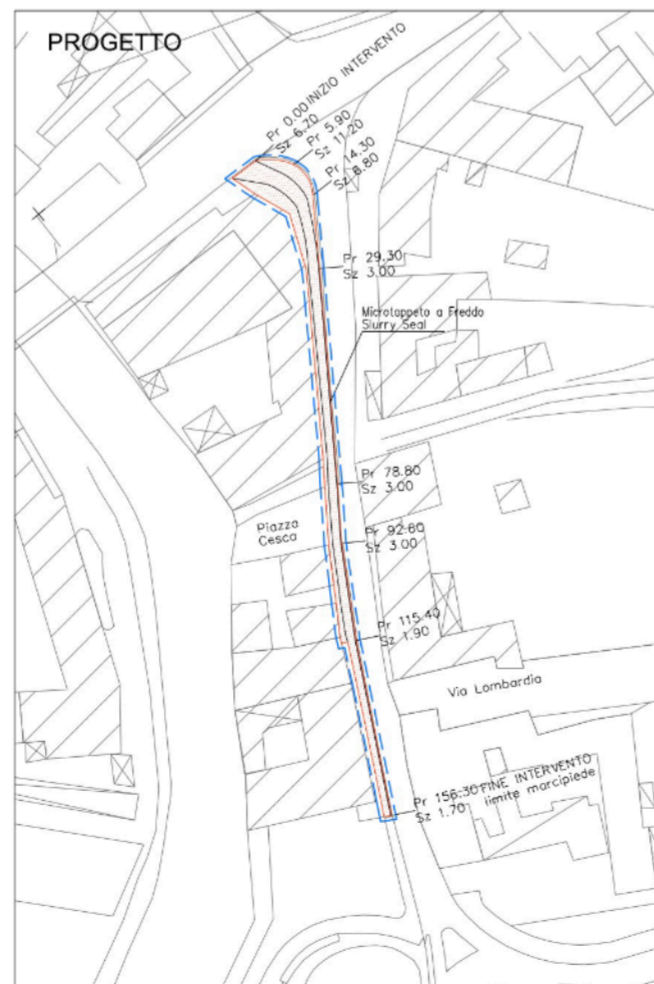 PROGETTO
Pr 0.00 INIZIO INTERVENTO
Sz 6.70
Pr 5.90
Sz 11.20
Pr 14.30
Sz 8.80
Pr 29.30
Sz 3.00
Microtappeto a Freddo
Slurry Seal
Pr 78.80
Sz 3.00
Piazza
Cesca
Pr 92.80
Sz 3.00
Pr 115.40
Sz 1.90
Via Lombardia
Pr 156.30 FINE INTERVENTO
Sz 1.70 limite marcipiede